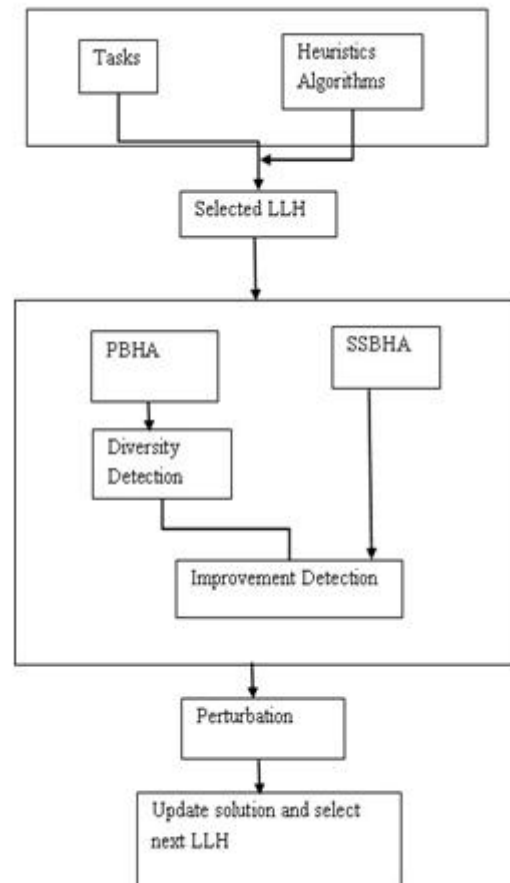 Tasks
Heuristics
Algorithms
Selected LLH
PBHA
SSBHA
Diversity
Detection
Improvement Detection
Perturbation
Update solution and select
next LLH